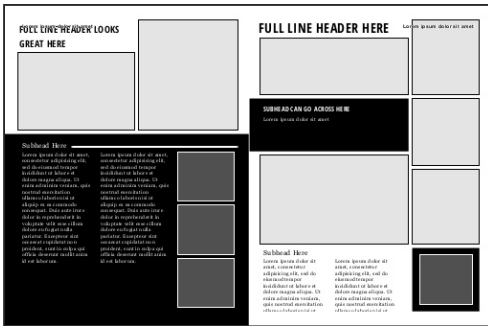 Lorem ipsum dolor sit amet
FULL LINE HEADER LOOKS
GREAT HERE
Subhead Here
Lorem ipsum dolor sit amet,
consectetur adipisicing elit,
sed do eiusmod tempor
incididunt ut labore et
dolore magna aliqua. Ut
enim ad minim veniam, quis
nostrud exercitation
ullamco laboris nisi ut
aliquip ex ea commodo
consequat. Duis aute irure
dolor in reprehenderit in
voluptate velit esse cillum
dolore eu fugiat nulla
pariatur. Excepteur sint
occaecat cupidatat non
proident, sunt in culpa qui
officia deserunt mollit anim
id est laborum.
Lorem ipsum dolor sit amet,
consectetur adipisicing elit,
sed do eiusmod tempor
incididunt ut labore et
dolore magna aliqua. Ut
enim ad minim veniam, quis
nostrud exercitation
ullamco laboris nisi ut
aliquip ex ea commodo
consequat. Duis aute irure
dolor in reprehenderit in
voluptate velit esse cillum
dolore eu fugiat nulla
pariatur. Excepteur sint
occaecat cupidatat non
proident, sunt in culpa qui
officia deserunt mollit anim
id est laborum.
FULL LINE HEADER HERE
Lorem ipsum dolor sit amet
SUBHEAD CAN GO ACROSS HERE
Lorem ipsum dolor sit amet
Subhead Here
Lorem ipsum dolor sit
amet, consectetur
adipisicing elit, sed do
eiusmod tempor
incididunt ut labore et
dolore magna aliqua. Ut
enim ad minim veniam,
quis nostrud exercitation
Lorem ipsum dolor sit
amet, consectetur
adipisicing elit, sed do
eiusmod tempor
incididunt ut labore et
dolore magna aliqua. Ut
enim ad minim veniam,
quis nostrud exercitation